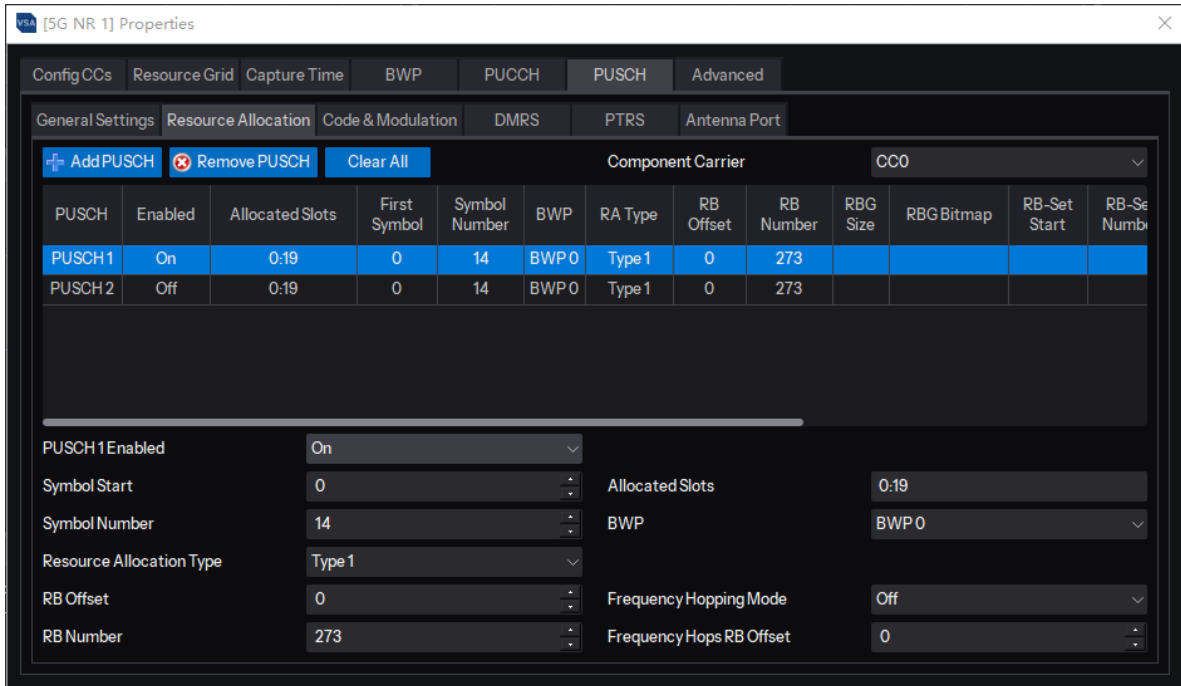 VSA [5G NR 1] Properties
Config CCs Resource Grid Capture Time BWP PUCCH PUSCH Advanced
General Settings Resource Allocation Code & Modulation DMRS PTRS Antenna Port
Add PUSCH Remove PUSCH Clear All Component Carrier CC0
PUSCH Enabled Allocated Slots First Symbol Symbol Number BWP RA Type RB Offset RB Number RBG Size RBG Bitmap RB-Set Start RB-Se Numb
PUSCH 1 On 0:19 0 14 BWP 0 Type 1 0 273
PUSCH 2 Off 0:19 0 14 BWP 0 Type 1 0 273
PUSCH 1 Enabled On
Symbol Start 0 Allocated Slots 0:19
Symbol Number 14 BWP BWP 0
Resource Allocation Type Type 1
RB Offset 0 Frequency Hopping Mode Off
RB Number 273 Frequency Hops RB Offset 0